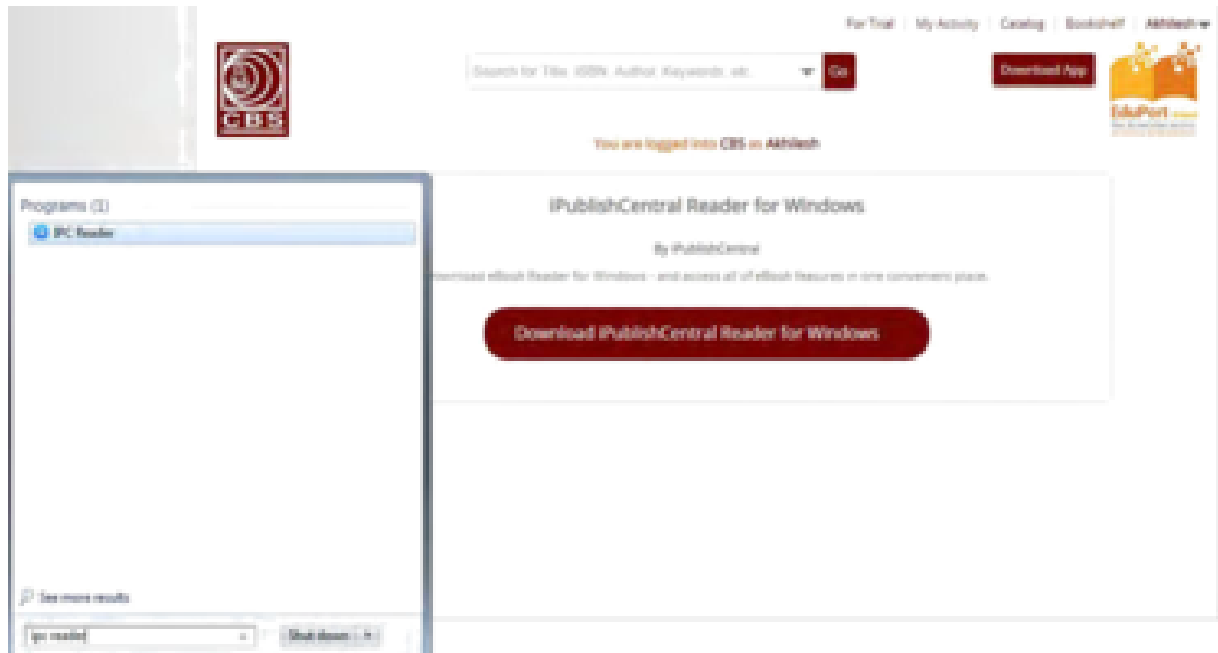 For Trial My Activity Catalog Bookshelf Akhilesh
Search for Title, ISBN, Author, Keywords, etc. Go
Download App
CBS
EduPort
You are logged into CBS as Akhilesh
Programs (1)
IPC Reader
iPublishCentral Reader for Windows
By iPublishCentral
download eBook Reader for Windows - and access all of eBook features in one convenient place.
Download iPublishCentral Reader for Windows
See more results
ipc reader
Shut down